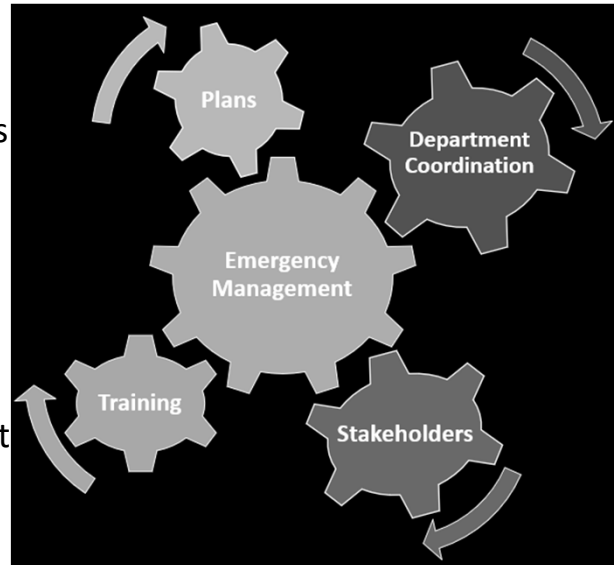 Plans
s
Department
Coordination
Emergency
Management
Training
t
Stakeholders